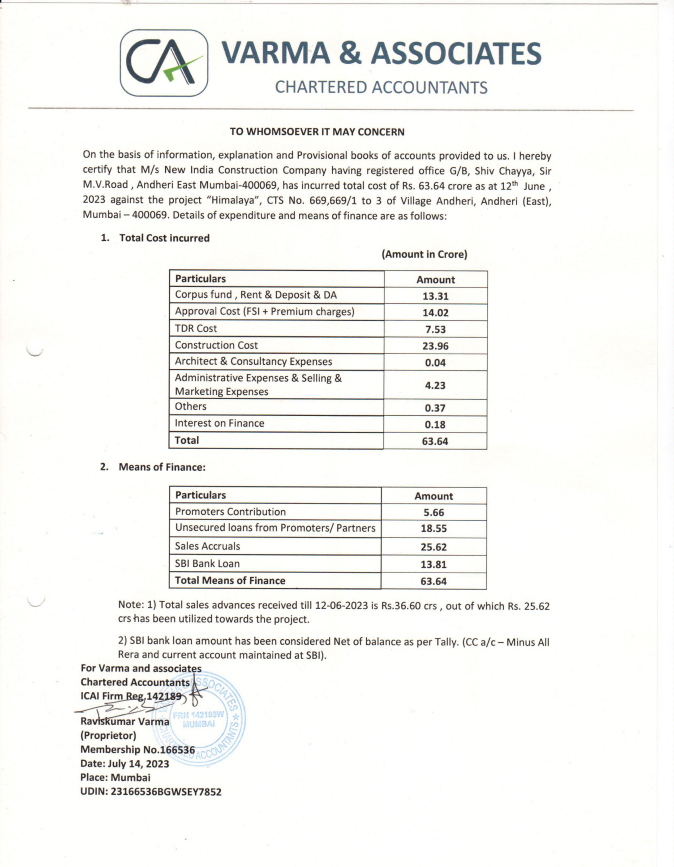 CA
VARMA & ASSOCIATES
CHARTERED ACCOUNTANTS
TO WHOMSOEVER IT MAY CONCERN
On the basis of information, explanation and Provisional books of accounts provided to us. I hereby
certify that M/s New India Construction Company having registered office G/B, Shiv Chayya, Sir
M.V.Road , Andheri East Mumbai-400069, has incurred total cost of Rs. 63.64 crore as at 12th June ,
2023 against the project “Himalaya”, CTS No. 669,669/1 to 3 of Village Andheri, Andheri (East),
Mumbai – 400069. Details of expenditure and means of finance are as follows:
1. Total Cost incurred
(Amount in Crore)
Particulars Amount
Corpus fund , Rent & Deposit & DA 13.31
Approval Cost (FSI + Premium charges) 14.02
TDR Cost 7.53
Construction Cost 23.96
Architect & Consultancy Expenses 0.04
Administrative Expenses & Selling &
Marketing Expenses 4.23
Others 0.37
Interest on Finance 0.18
Total 63.64
2. Means of Finance:
Particulars Amount
Promoters Contribution 5.66
Unsecured loans from Promoters/ Partners 18.55
Sales Accruals 25.62
SBI Bank Loan 13.81
Total Means of Finance 63.64
Note: 1) Total sales advances received till 12-06-2023 is Rs.36.60 crs , out of which Rs. 25.62
crs has been utilized towards the project.
2) SBI bank loan amount has been considered Net of balance as per Tally. (CC a/c – Minus All
Rera and current account maintained at SBI).
For Varma and associates
Chartered Accountants
ICAI Firm Reg,142189
Raviskumar Varma
(Proprietor)
Membership No.166536
Date: July 14, 2023
Place: Mumbai
UDIN: 23166536BGWSEY7852
ASSOCIATES
FRN 142189W
MUMBAI
CHARTERED ACCOUNTANTS